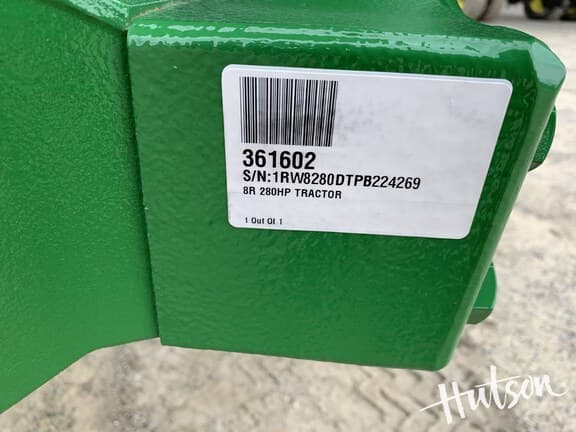 361602
S/N:1RW8280DTPB224269
8R 280HP TRACTOR
1 Out Of 1
Hutson